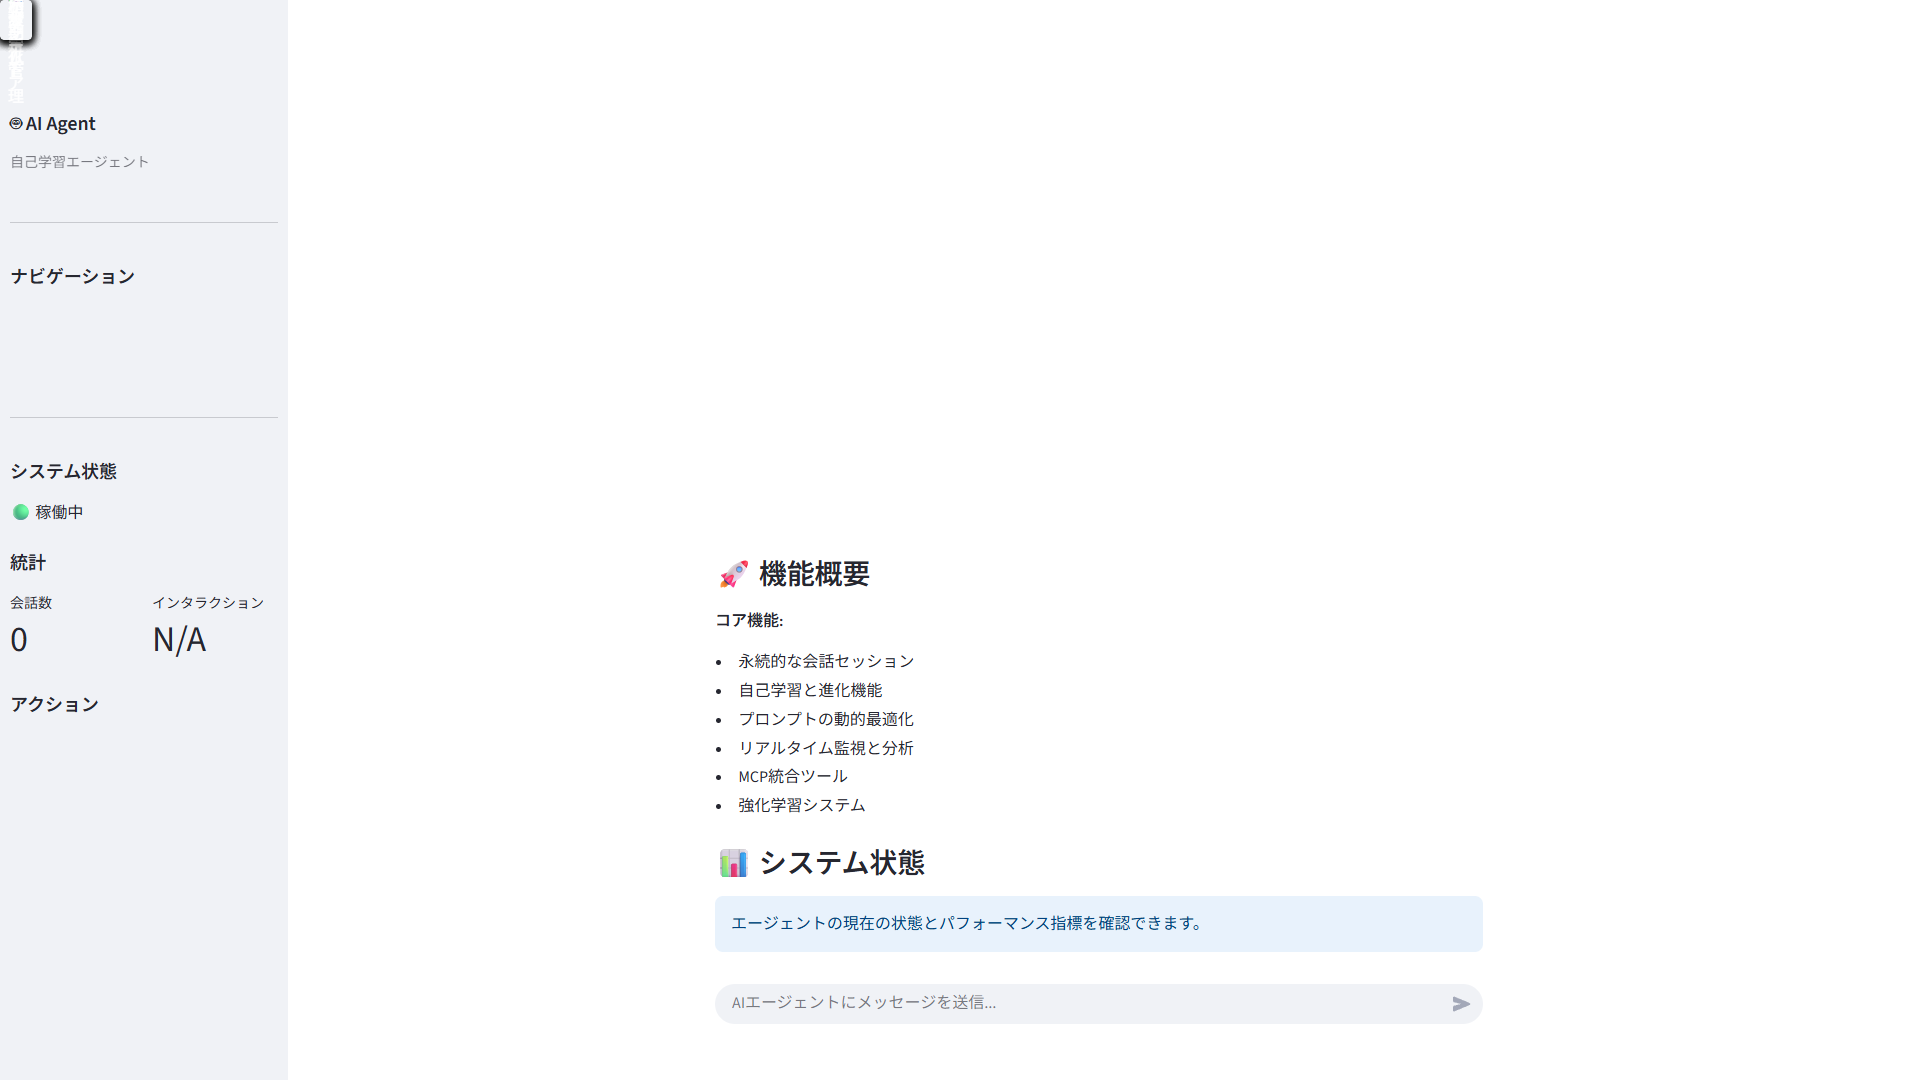 AI Agent
自己学習エージェント
ナビゲーション
システム状態
稼働中
統計
会話数
インタラクション
0
N/A
アクション
機能概要
コア機能:
永続的な会話セッション
自己学習と進化機能
プロンプトの動的最適化
リアルタイム監視と分析
MCP統合ツール
強化学習システム
システム状態
エージェントの現在の状態とパフォーマンス指標を確認できます。
AIエージェントにメッセージを送信...